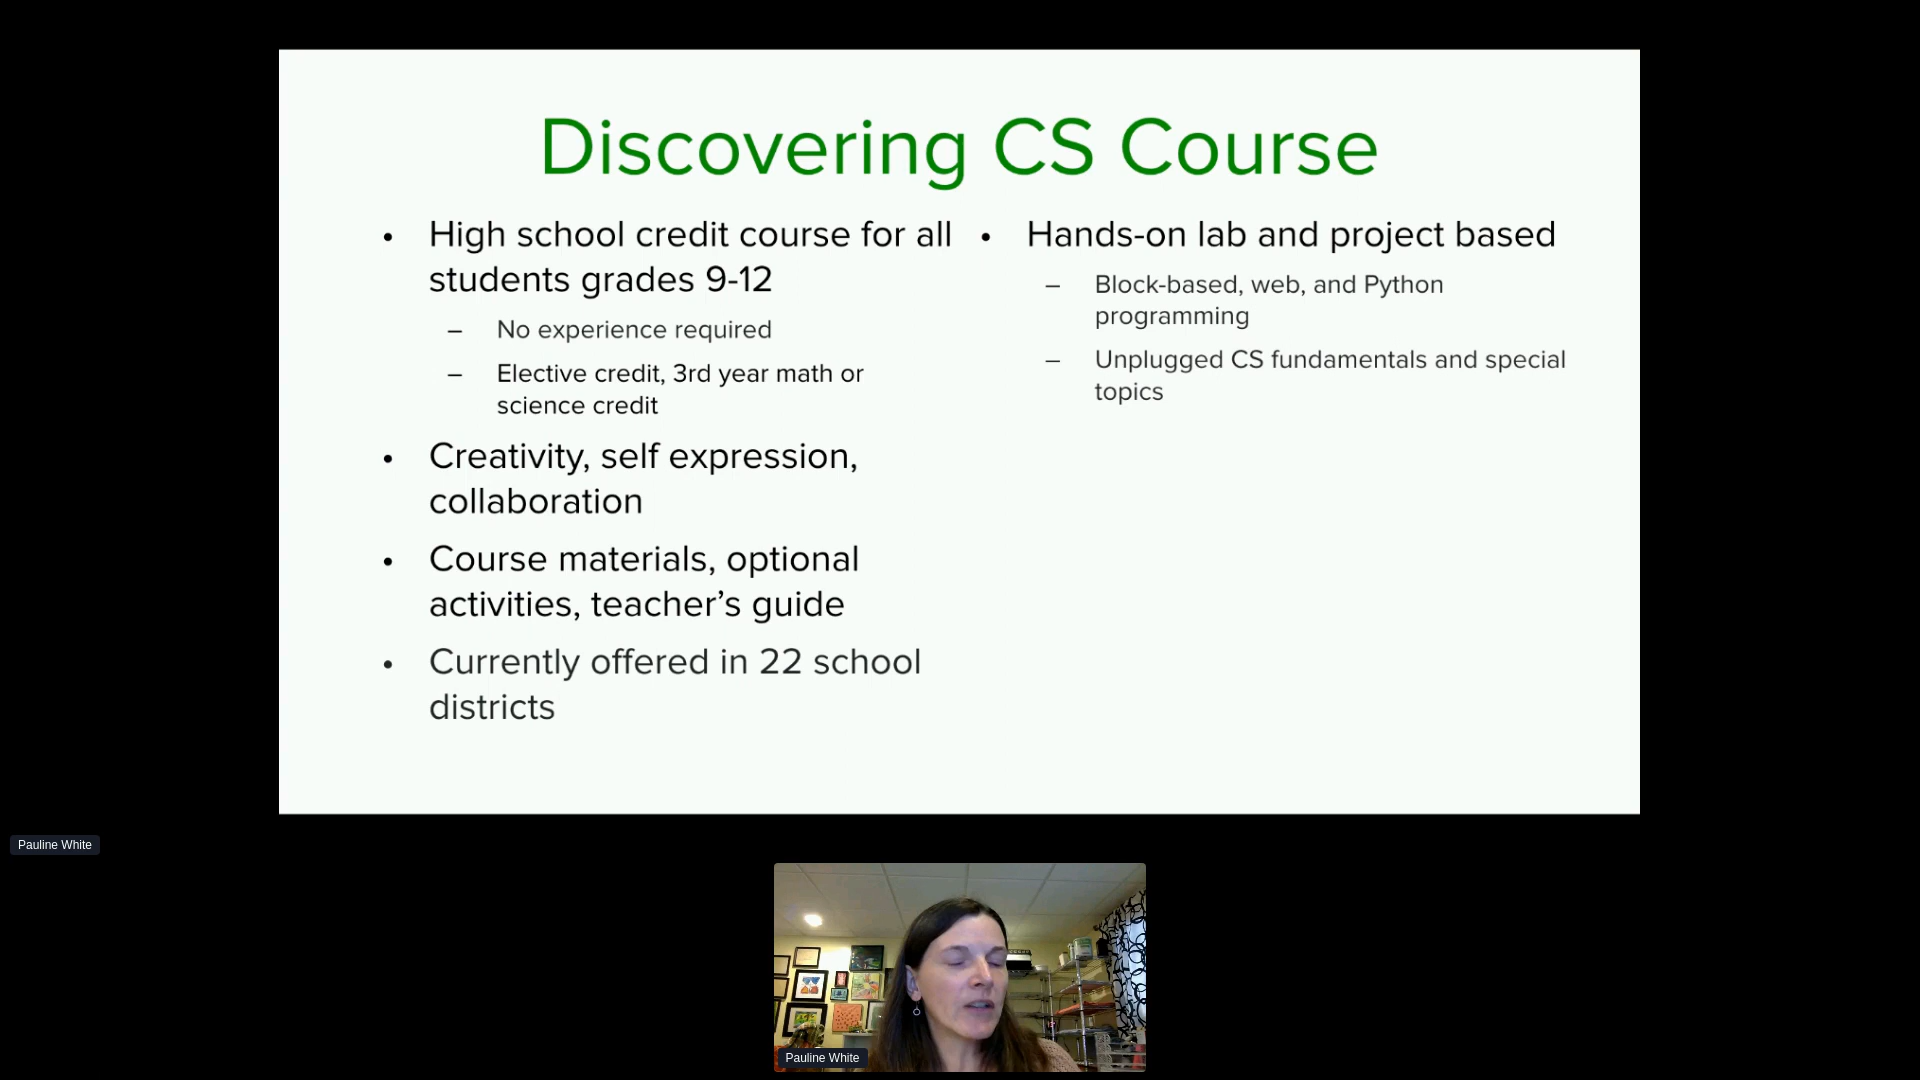 Discovering CS Course
• High school credit course for all
students grades 9-12
– No experience required
– Elective credit, 3rd year math or
science credit
• Creativity, self expression,
collaboration
• Course materials, optional
activities, teacher’s guide
• Currently offered in 22 school
districts
• Hands-on lab and project based
– Block-based, web, and Python
programming
– Unplugged CS fundamentals and special
topics
Pauline White
Pauline White